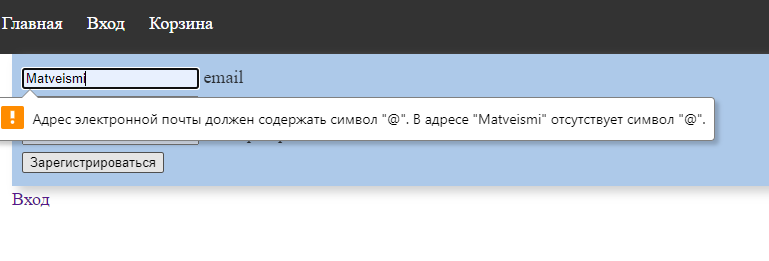 Главная Вход Корзина
Matveismi email
Адрес электронной почты должен содержать символ "@". В адресе "Matveismi" отсутствует символ "@".
Зарегистрироваться
Вход